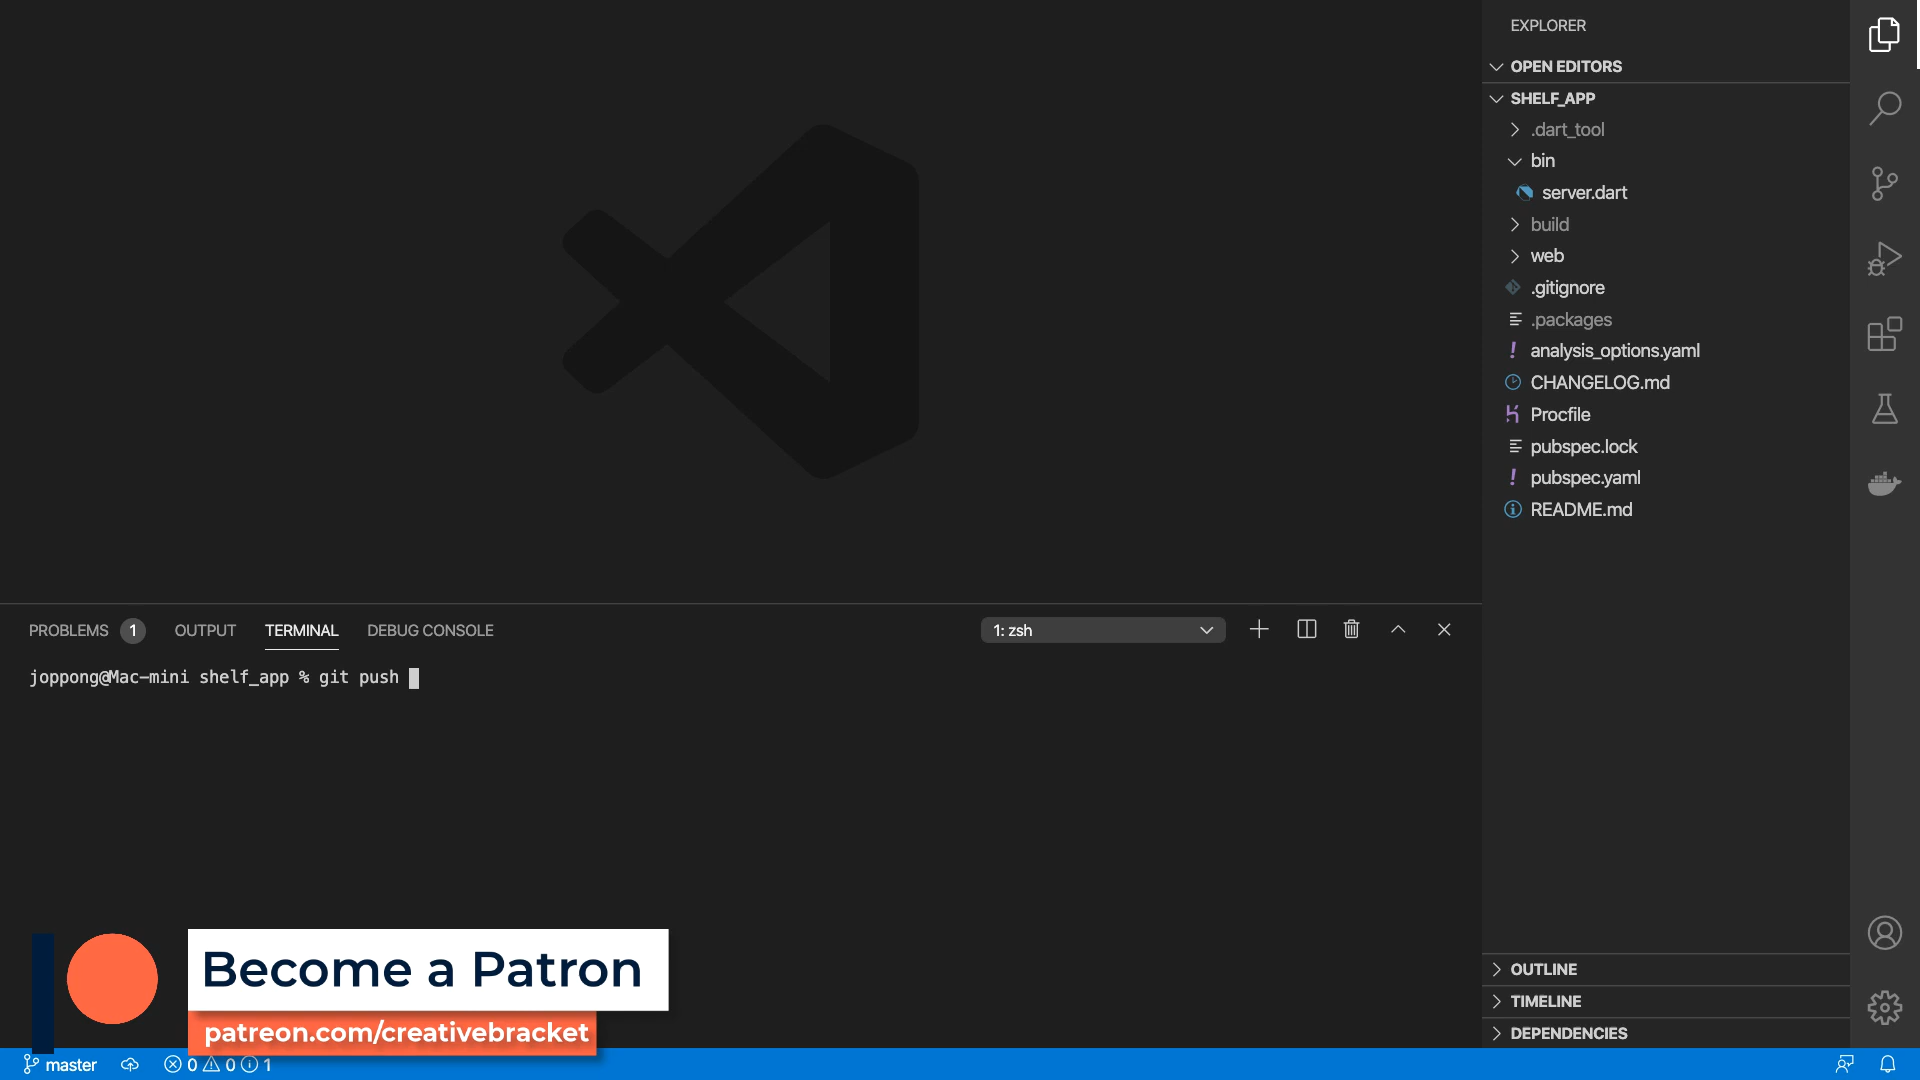 EXPLORER
OPEN EDITORS
SHELF_APP
.dart_tool
bin
server.dart
build
web
.gitignore
.packages
analysis_options.yaml
CHANGELOG.md
Procfile
pubspec.lock
pubspec.yaml
README.md
PROBLEMS 1 OUTPUT TERMINAL DEBUG CONSOLE 1: zsh
joppong@Mac-mini shelf_app % git push
Become a Patron
patreon.com/creativebracket
OUTLINE
TIMELINE
DEPENDENCIES
master 0 0 1